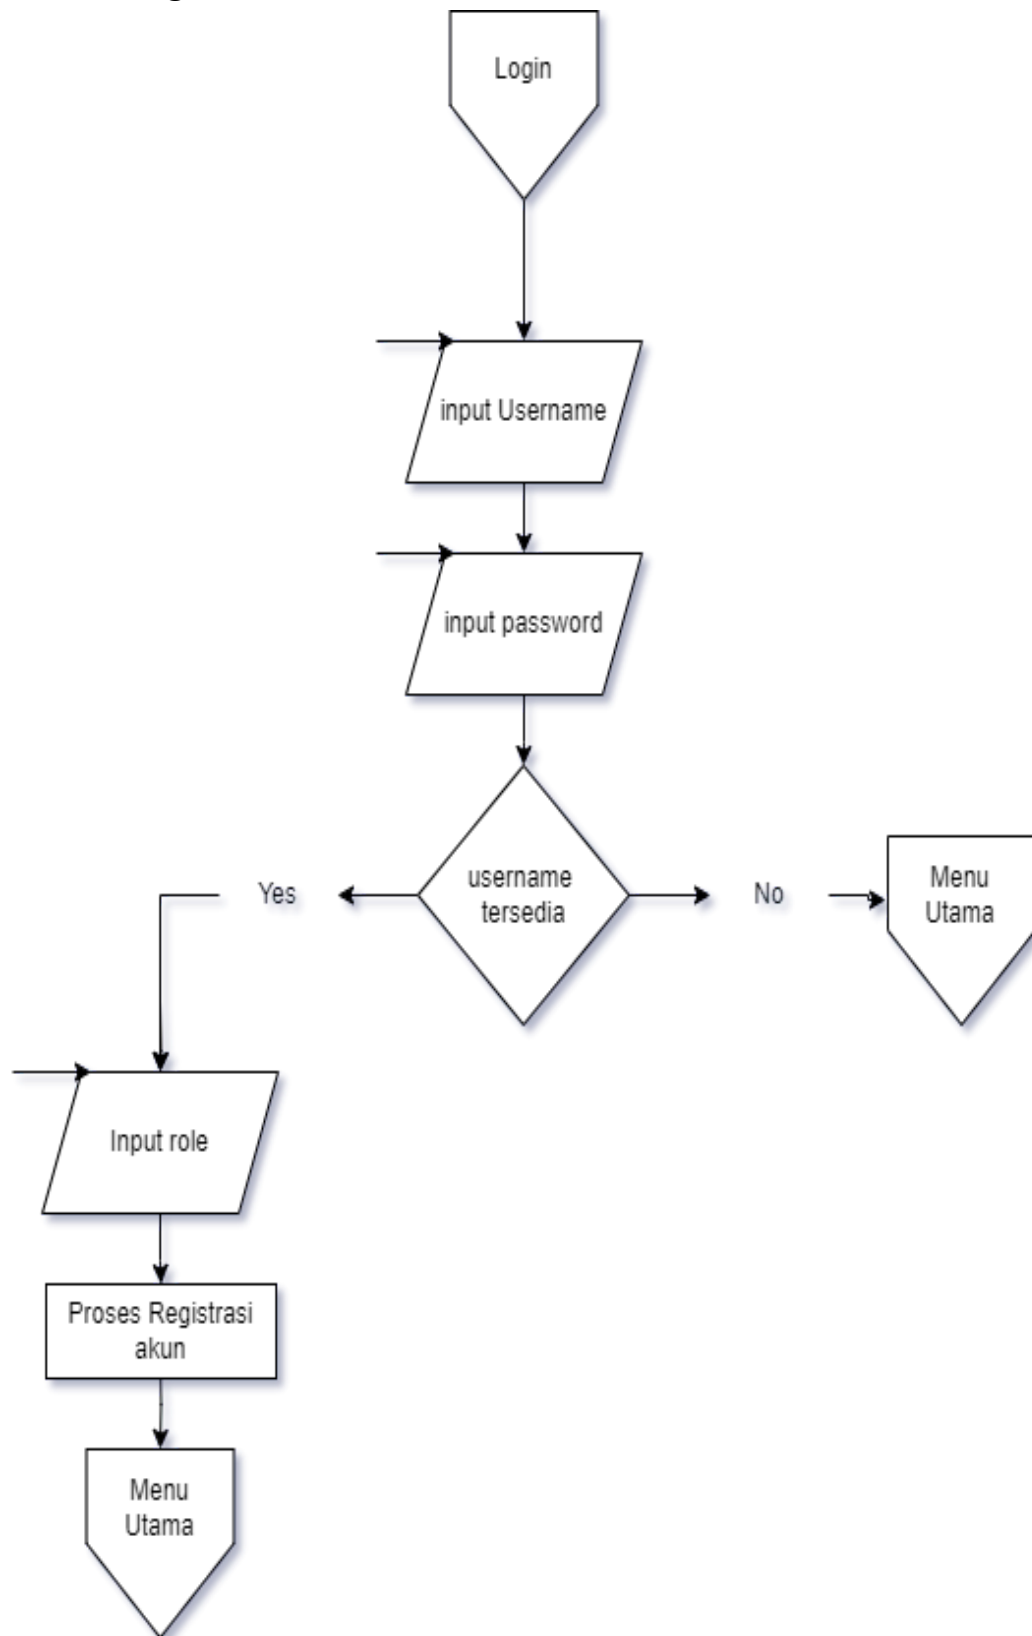 Login
input Username
input password
username
tersedia
Yes
No
Menu
Utama
Input role
Proses Registrasi
akun
Menu
Utama